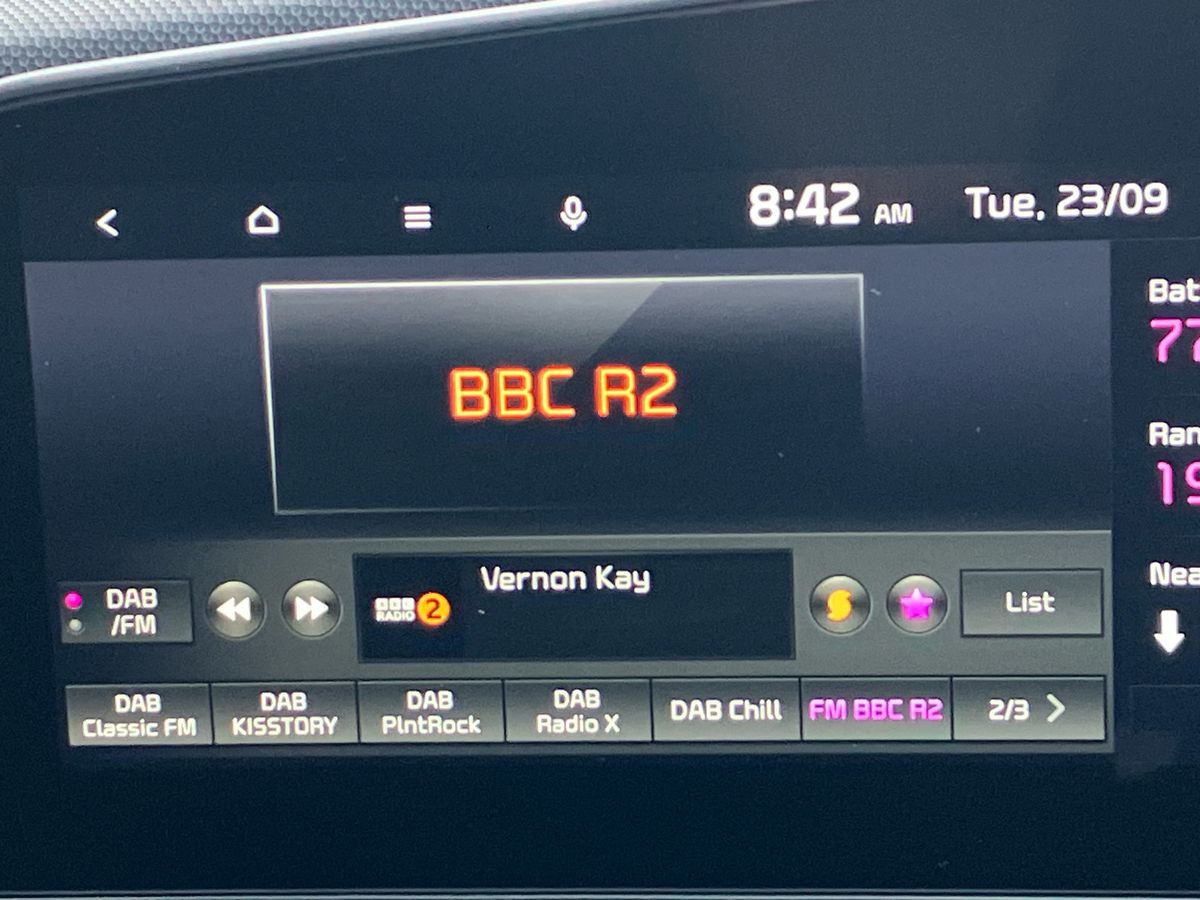 8:42 AM Tue, 23/09
BBC R2
DAB
/FM
BBC
RADIO 2
Vernon Kay
List
DAB
Classic FM
DAB
KISSTORY
DAB
PlntRock
DAB
Radio X
DAB Chill
FM BBC R2
2/3